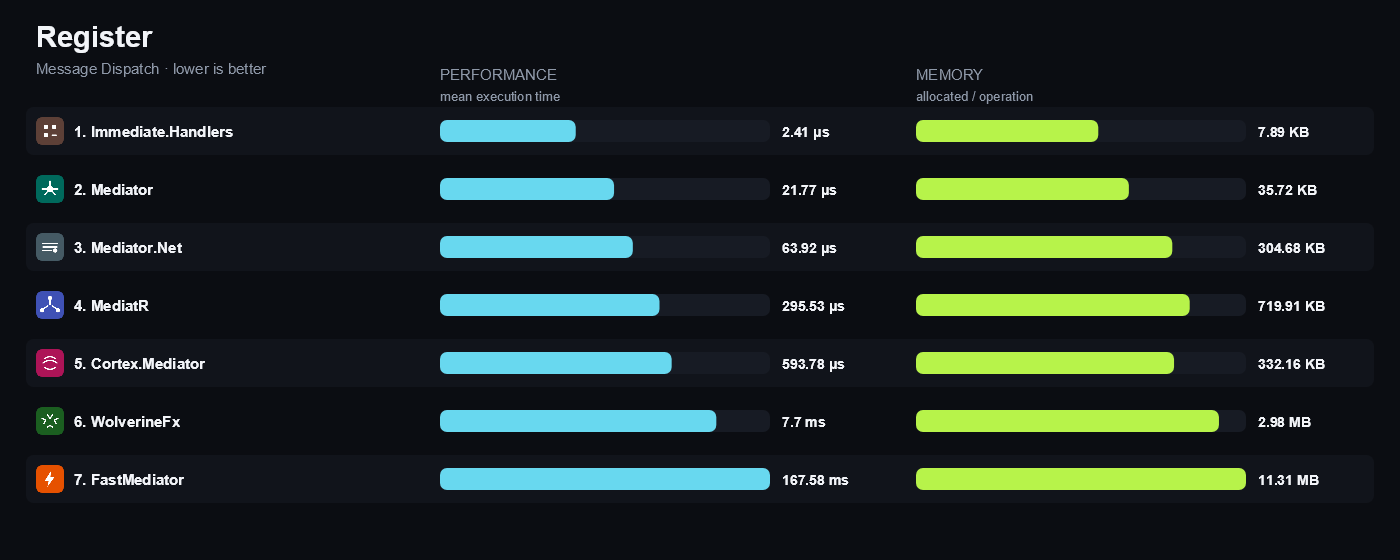 Register
Message Dispatch · lower is better
PERFORMANCE
mean execution time
MEMORY
allocated / operation
1. Immediate.Handlers 2.41 µs 7.89 KB
2. Mediator 21.77 µs 35.72 KB
3. Mediator.Net 63.92 µs 304.68 KB
4. MediatR 295.53 µs 719.91 KB
5. Cortex.Mediator 593.78 µs 332.16 KB
6. WolverineFx 7.7 ms 2.98 MB
7. FastMediator 167.58 ms 11.31 MB